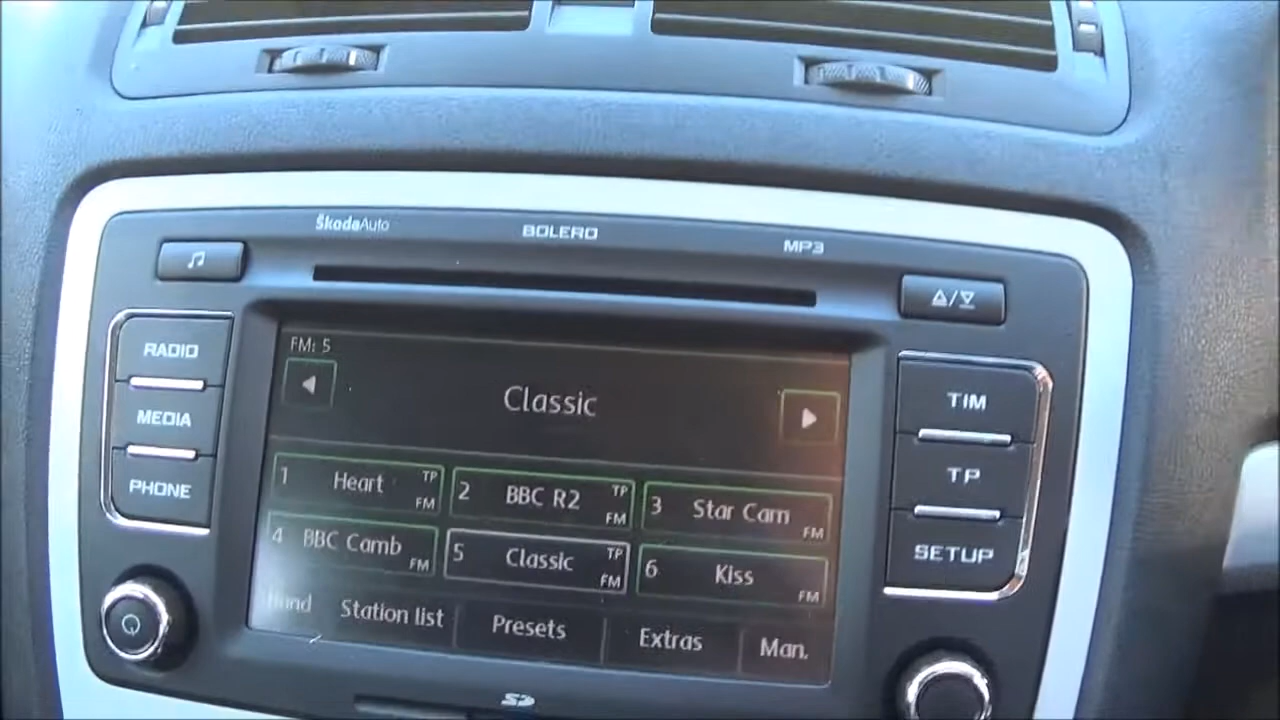 ŠkodaAuto BOLERO MP3
RADIO
MEDIA
PHONE
FM: 5
Classic
1 Heart TP FM
2 BBC R2 TP FM
3 Star Cam FM
4 BBC Camb FM
5 Classic TP FM
6 Kiss FM
Station list Presets Extras Man.
TIM
TP
SETUP
SD